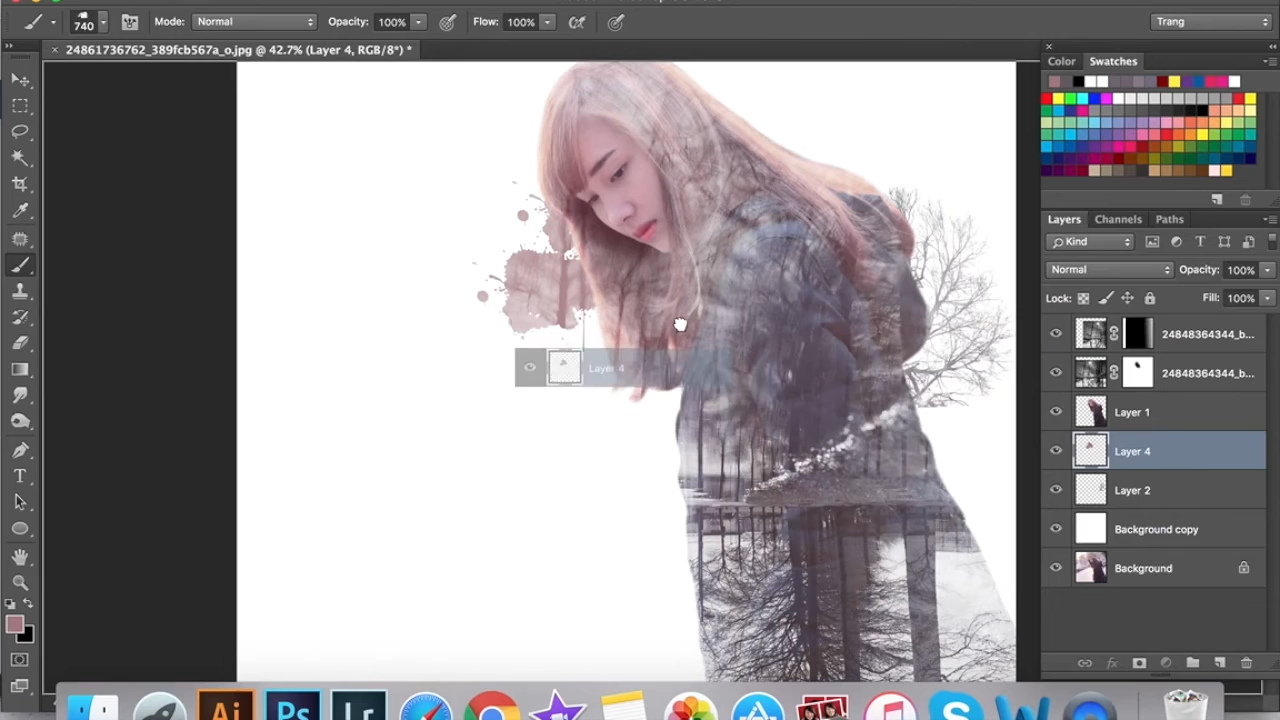 740
Mode: Normal
Opacity: 100%
Flow: 100%
Trang
24861736762_389fcb567a_o.jpg @ 42.7% (Layer 4, RGB/8*) *
Color Swatches
Layers Channels Paths
Kind
Normal Opacity: 100%
Lock: Fill: 100%
24848364344_b...
24848364344_b...
Layer 1
Layer 4
Layer 4
Layer 2
Background copy
Background
Ai
Ps
Lr